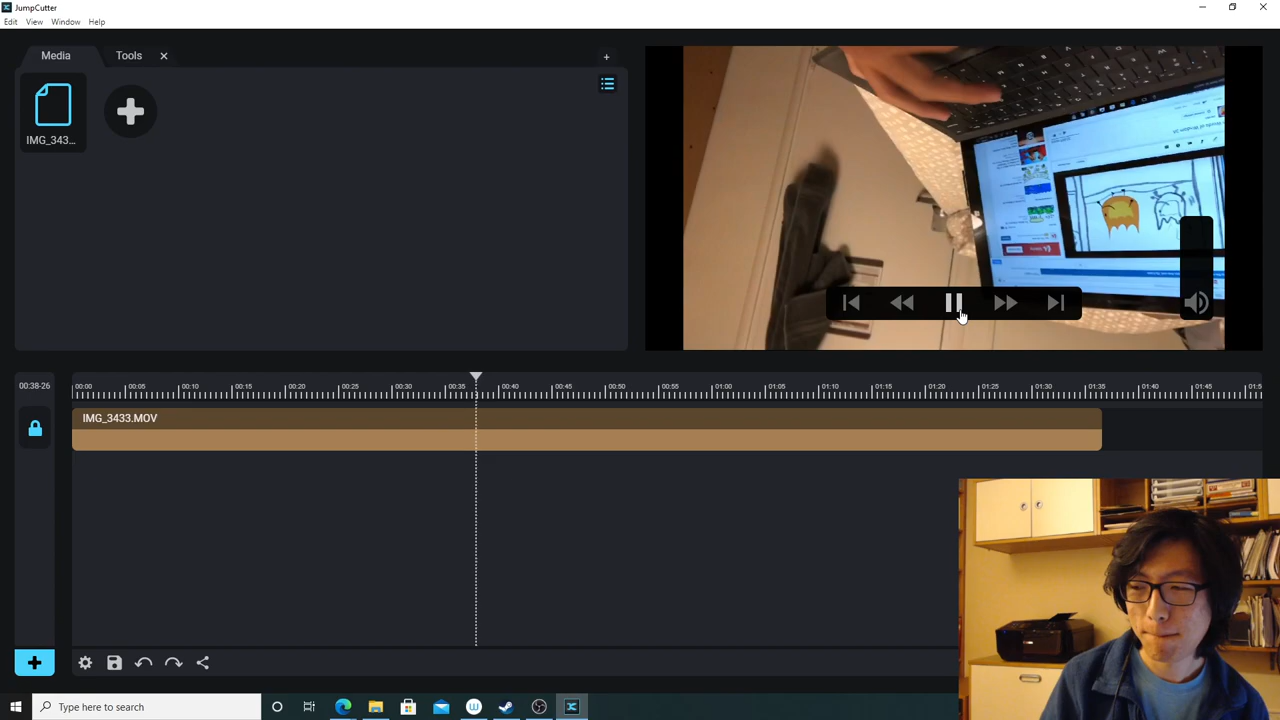 JumpCutter
Edit View Window Help
Media Tools
IMG_343...
00:38-26
00:00 00:05 00:10 00:15 00:20 00:25 00:30 00:35 00:40 00:45 00:50 00:55 01:00 01:05 01:10 01:15 01:20 01:25 01:30 01:35 01:40 01:45 01:5
IMG_3433.MOV
Type here to search